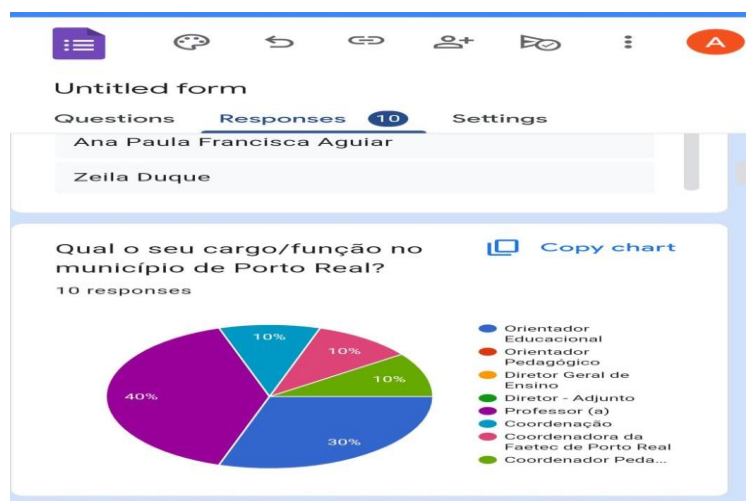 A
Untitled form
Questions Responses 10 Settings
Ana Paula Francisca Aguiar
Zeila Duque
Qual o seu cargo/função no
município de Porto Real?
Copy chart
10 responses
10%
10%
10%
40%
30%
Orientador
Educacional
Orientador
Pedagógico
Diretor Geral de
Ensino
Diretor - Adjunto
Professor (a)
Coordenação
Coordenadora da
Faetec de Porto Real
Coordenador Peda...